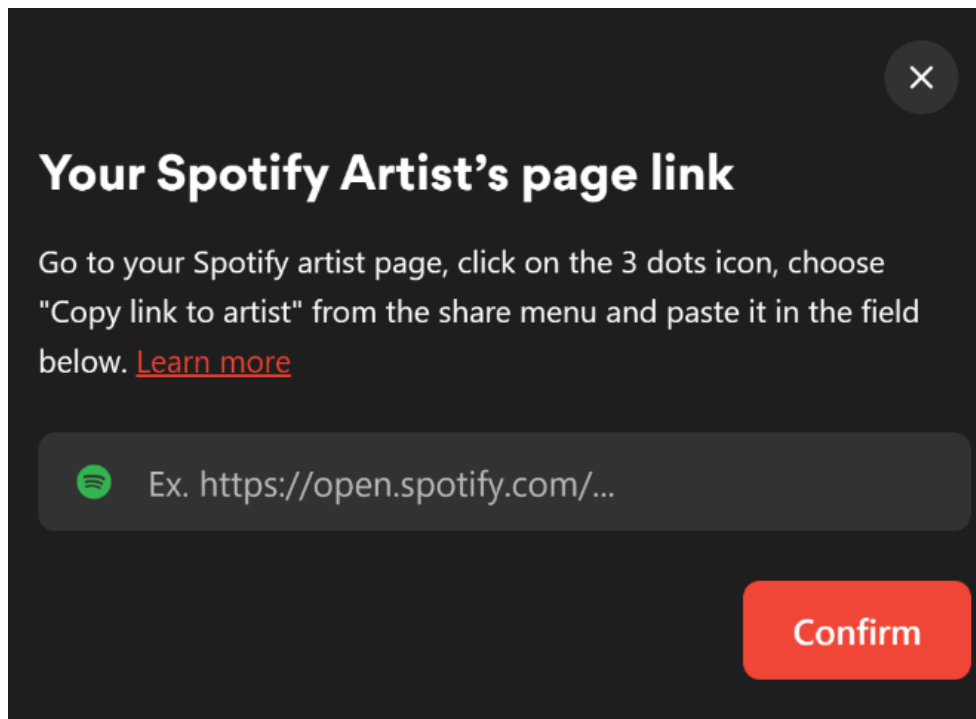 Your Spotify Artist’s page link
Go to your Spotify artist page, click on the 3 dots icon, choose
"Copy link to artist" from the share menu and paste it in the field
below. Learn more
Ex. https://open.spotify.com/...
Confirm